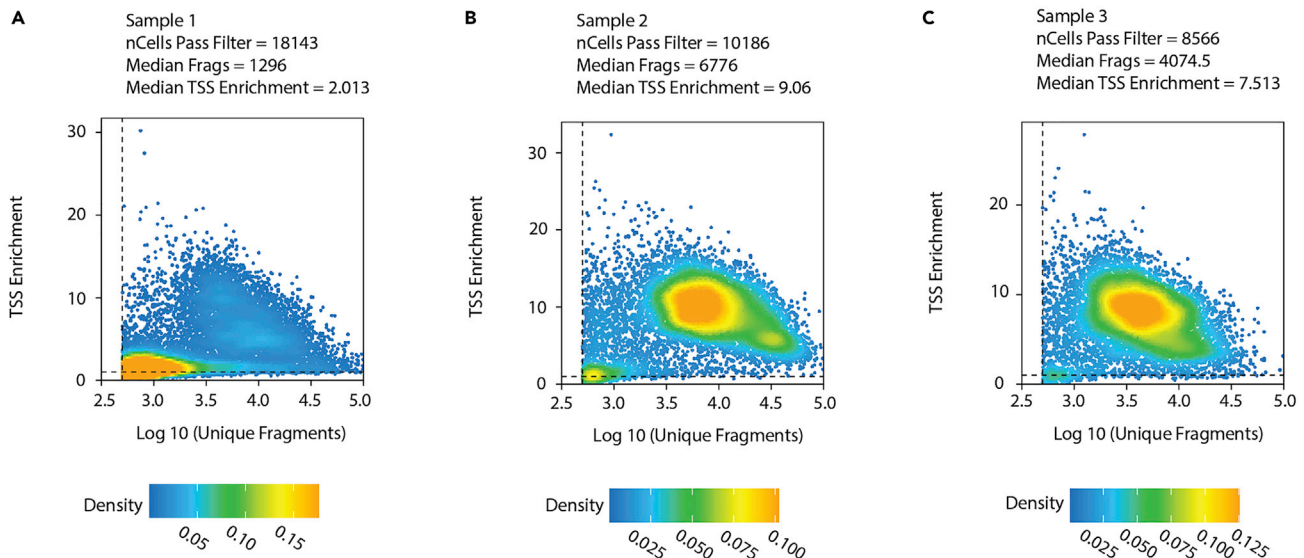 A
Sample 1
nCells Pass Filter = 18143
Median Frags = 1296
Median TSS Enrichment = 2.013
30
20
10
0
TSS Enrichment
2.5 3.0 3.5 4.0 4.5 5.0
Log 10 (Unique Fragments)
Density
0.05 0.10 0.15
B
Sample 2
nCells Pass Filter = 10186
Median Frags = 6776
Median TSS Enrichment = 9.06
30
20
10
0
TSS Enrichment
2.5 3.0 3.5 4.0 4.5 5.0
Log 10 (Unique Fragments)
Density
0.025 0.050 0.075 0.100
C
Sample 3
nCells Pass Filter = 8566
Median Frags = 4074.5
Median TSS Enrichment = 7.513
20
10
0
TSS Enrichment
2.5 3.0 3.5 4.0 4.5 5.0
Log 10 (Unique Fragments)
Density
0.025 0.050 0.075 0.100 0.125